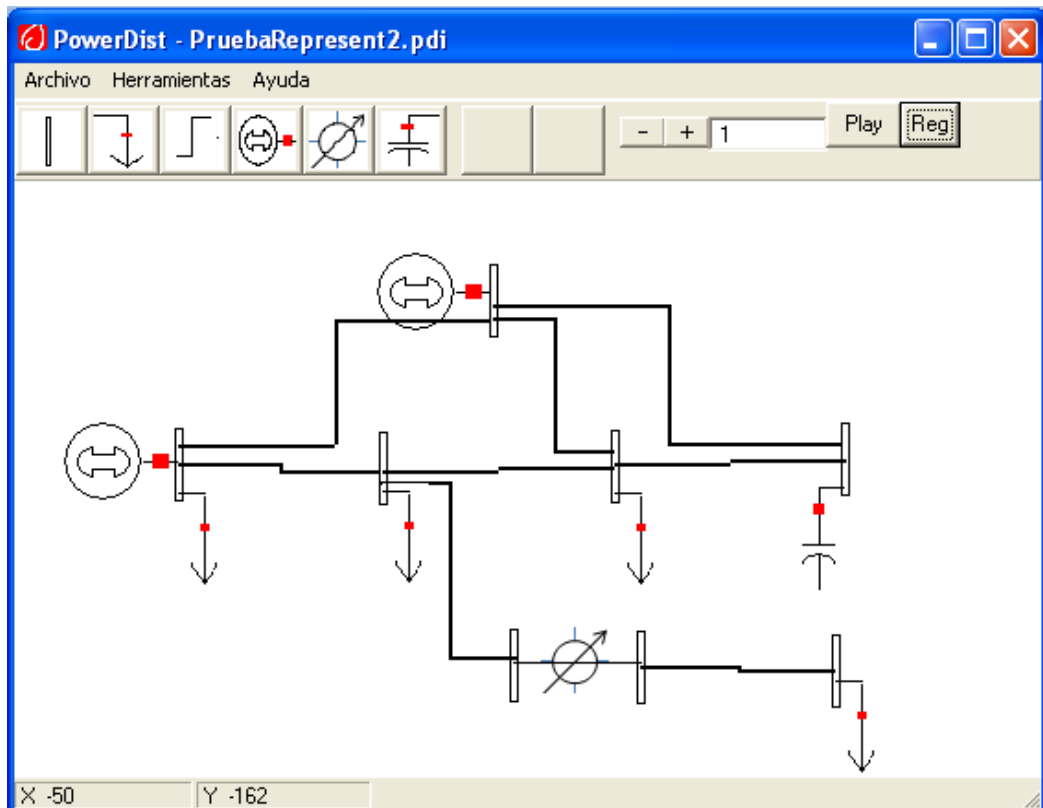 PowerDist - PruebaRepresent2.pdi
Archivo Herramientas Ayuda
- + 1 Play Reg
X -50 Y -162